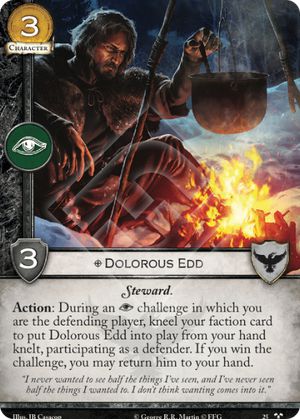 3
CHARACTER
DOLOROUS EDD
3
Steward.
Action: During an challenge in which you
are the defending player, kneel your faction card
to put Dolorous Edd into play from your hand
knelt, participating as a defender. If you win the
challenge, you may return him to your hand.
"I never wanted to see half the things I've seen, and I've never seen
half the things I wanted to. I don't think wanting comes into it."
Illus. JB Casacop
© George R.R. Martin © FFG
25